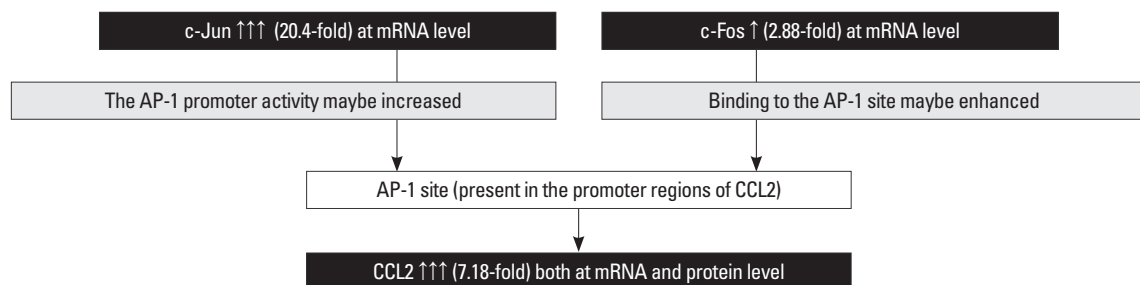 c-Jun ↑↑↑ (20.4-fold) at mRNA level
c-Fos ↑ (2.88-fold) at mRNA level
The AP-1 promoter activity maybe increased
Binding to the AP-1 site maybe enhanced
AP-1 site (present in the promoter regions of CCL2)
CCL2 ↑↑↑ (7.18-fold) both at mRNA and protein level